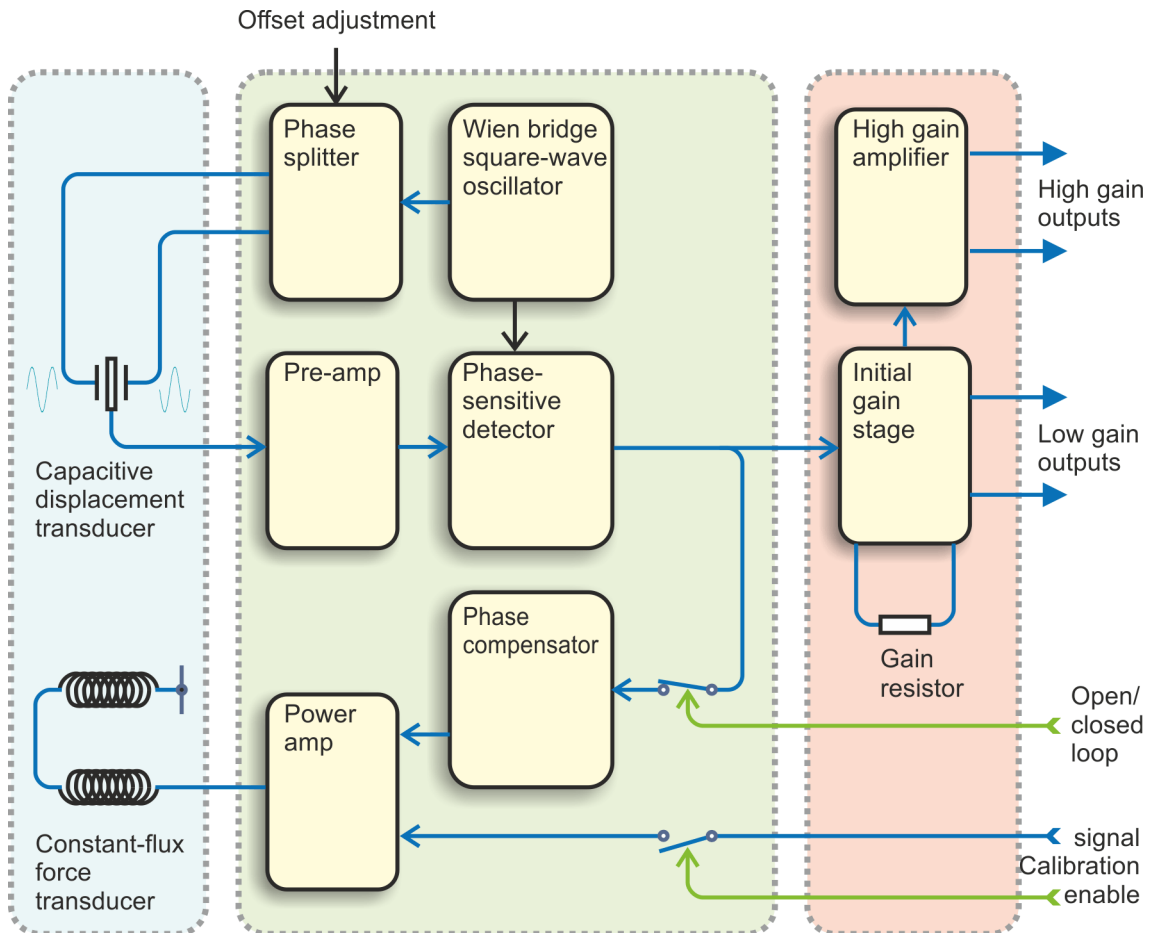 Offset adjustment
Phase
splitter
Wien bridge
square-wave
oscillator
High gain
amplifier
High gain
outputs
Pre-amp
Phase-
sensitive
detector
Initial
gain
stage
Low gain
outputs
Capacitive
displacement
transducer
Phase
compensator
Gain
resistor
Power
amp
Open/
closed
loop
Constant-flux
force
transducer
signal
Calibration
enable